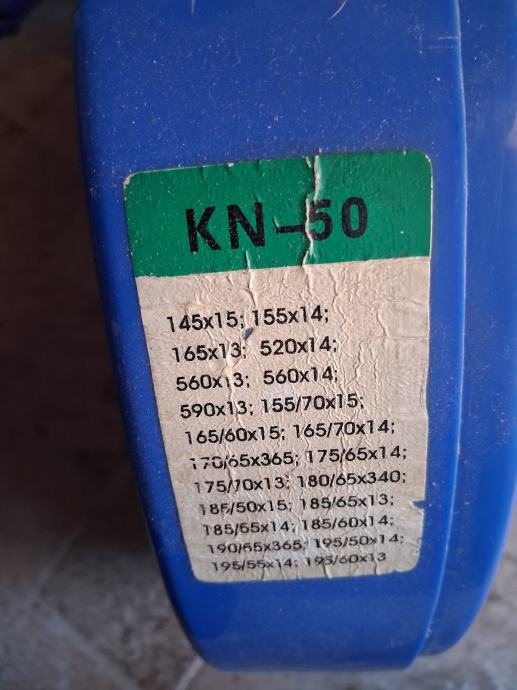 KN-50
145x15; 155x14;
165x13; 520x14;
560x13; 560x14;
590x13; 155/70x15;
165/60x15; 165/70x14;
170/65x365; 175/65x14;
175/70x13; 180/65x340;
185/50x15; 185/65x13;
185/55x14; 185/60x14;
190/55x365; 195/50x14;
195/55x14; 195/60x13